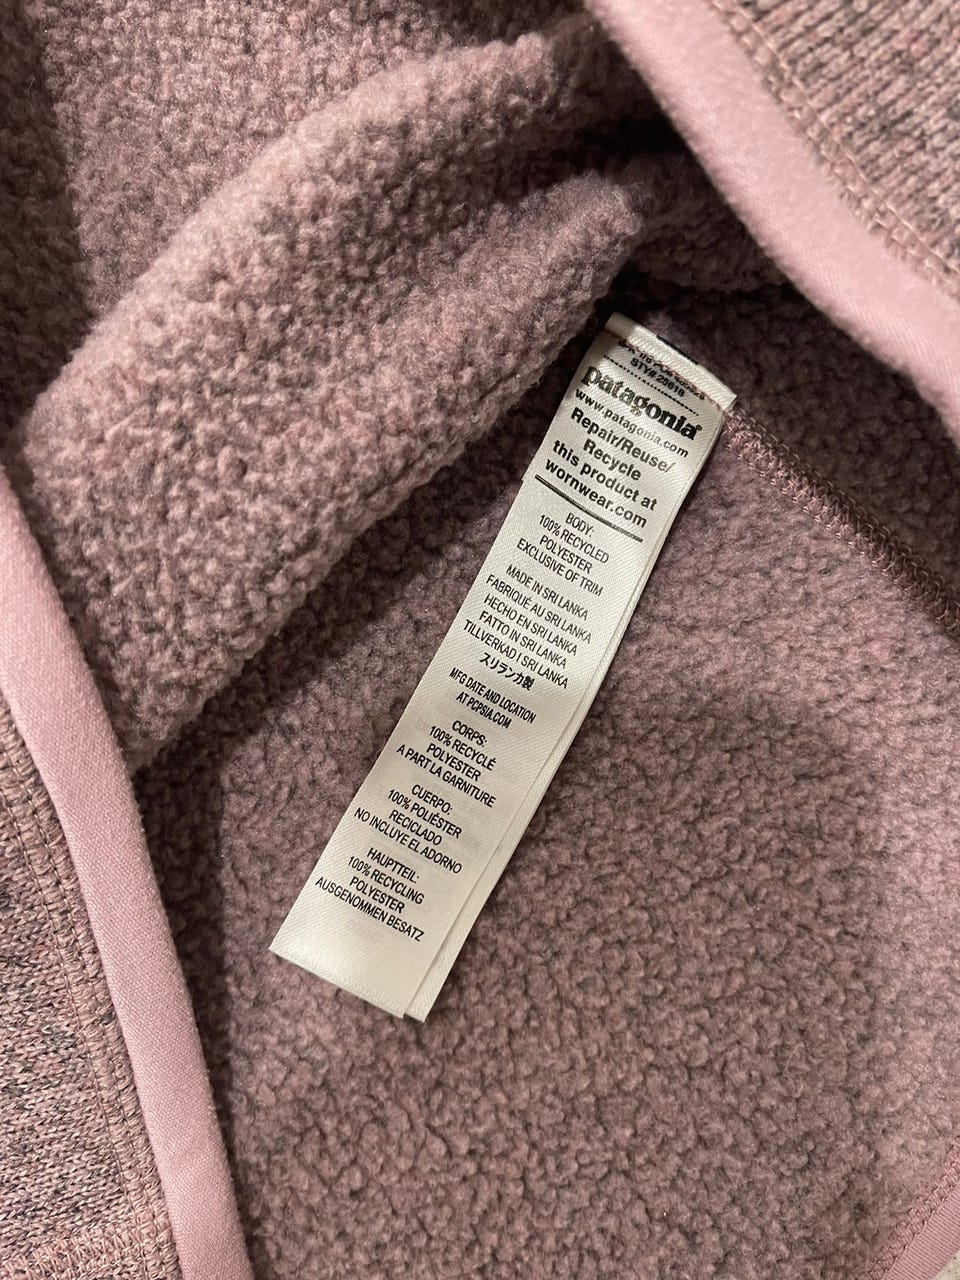 STY# 25618
patagonia®
www.patagonia.com
Repair/Reuse/
Recycle
this product at
wornwear.com
BODY:
100% RECYCLED
POLYESTER
EXCLUSIVE OF TRIM
MADE IN SRI LANKA
FABRIQUÉ AU SRI LANKA
HECHO EN SRI LANKA
FATTO IN SRI LANKA
TILLVERKAD I SRI LANKA
スリランカ製
MFG DATE AND LOCATION
AT PCPSIA.COM
CORPS:
100% RECYCLÉ
POLYESTER
A PART LA GARNITURE
CUERPO:
100% POLIÉSTER
RECICLADO
NO INCLUYE EL ADORNO
HAUPTTEIL:
100% RECYCLING
POLYESTER
AUSGENOMMEN BESATZ